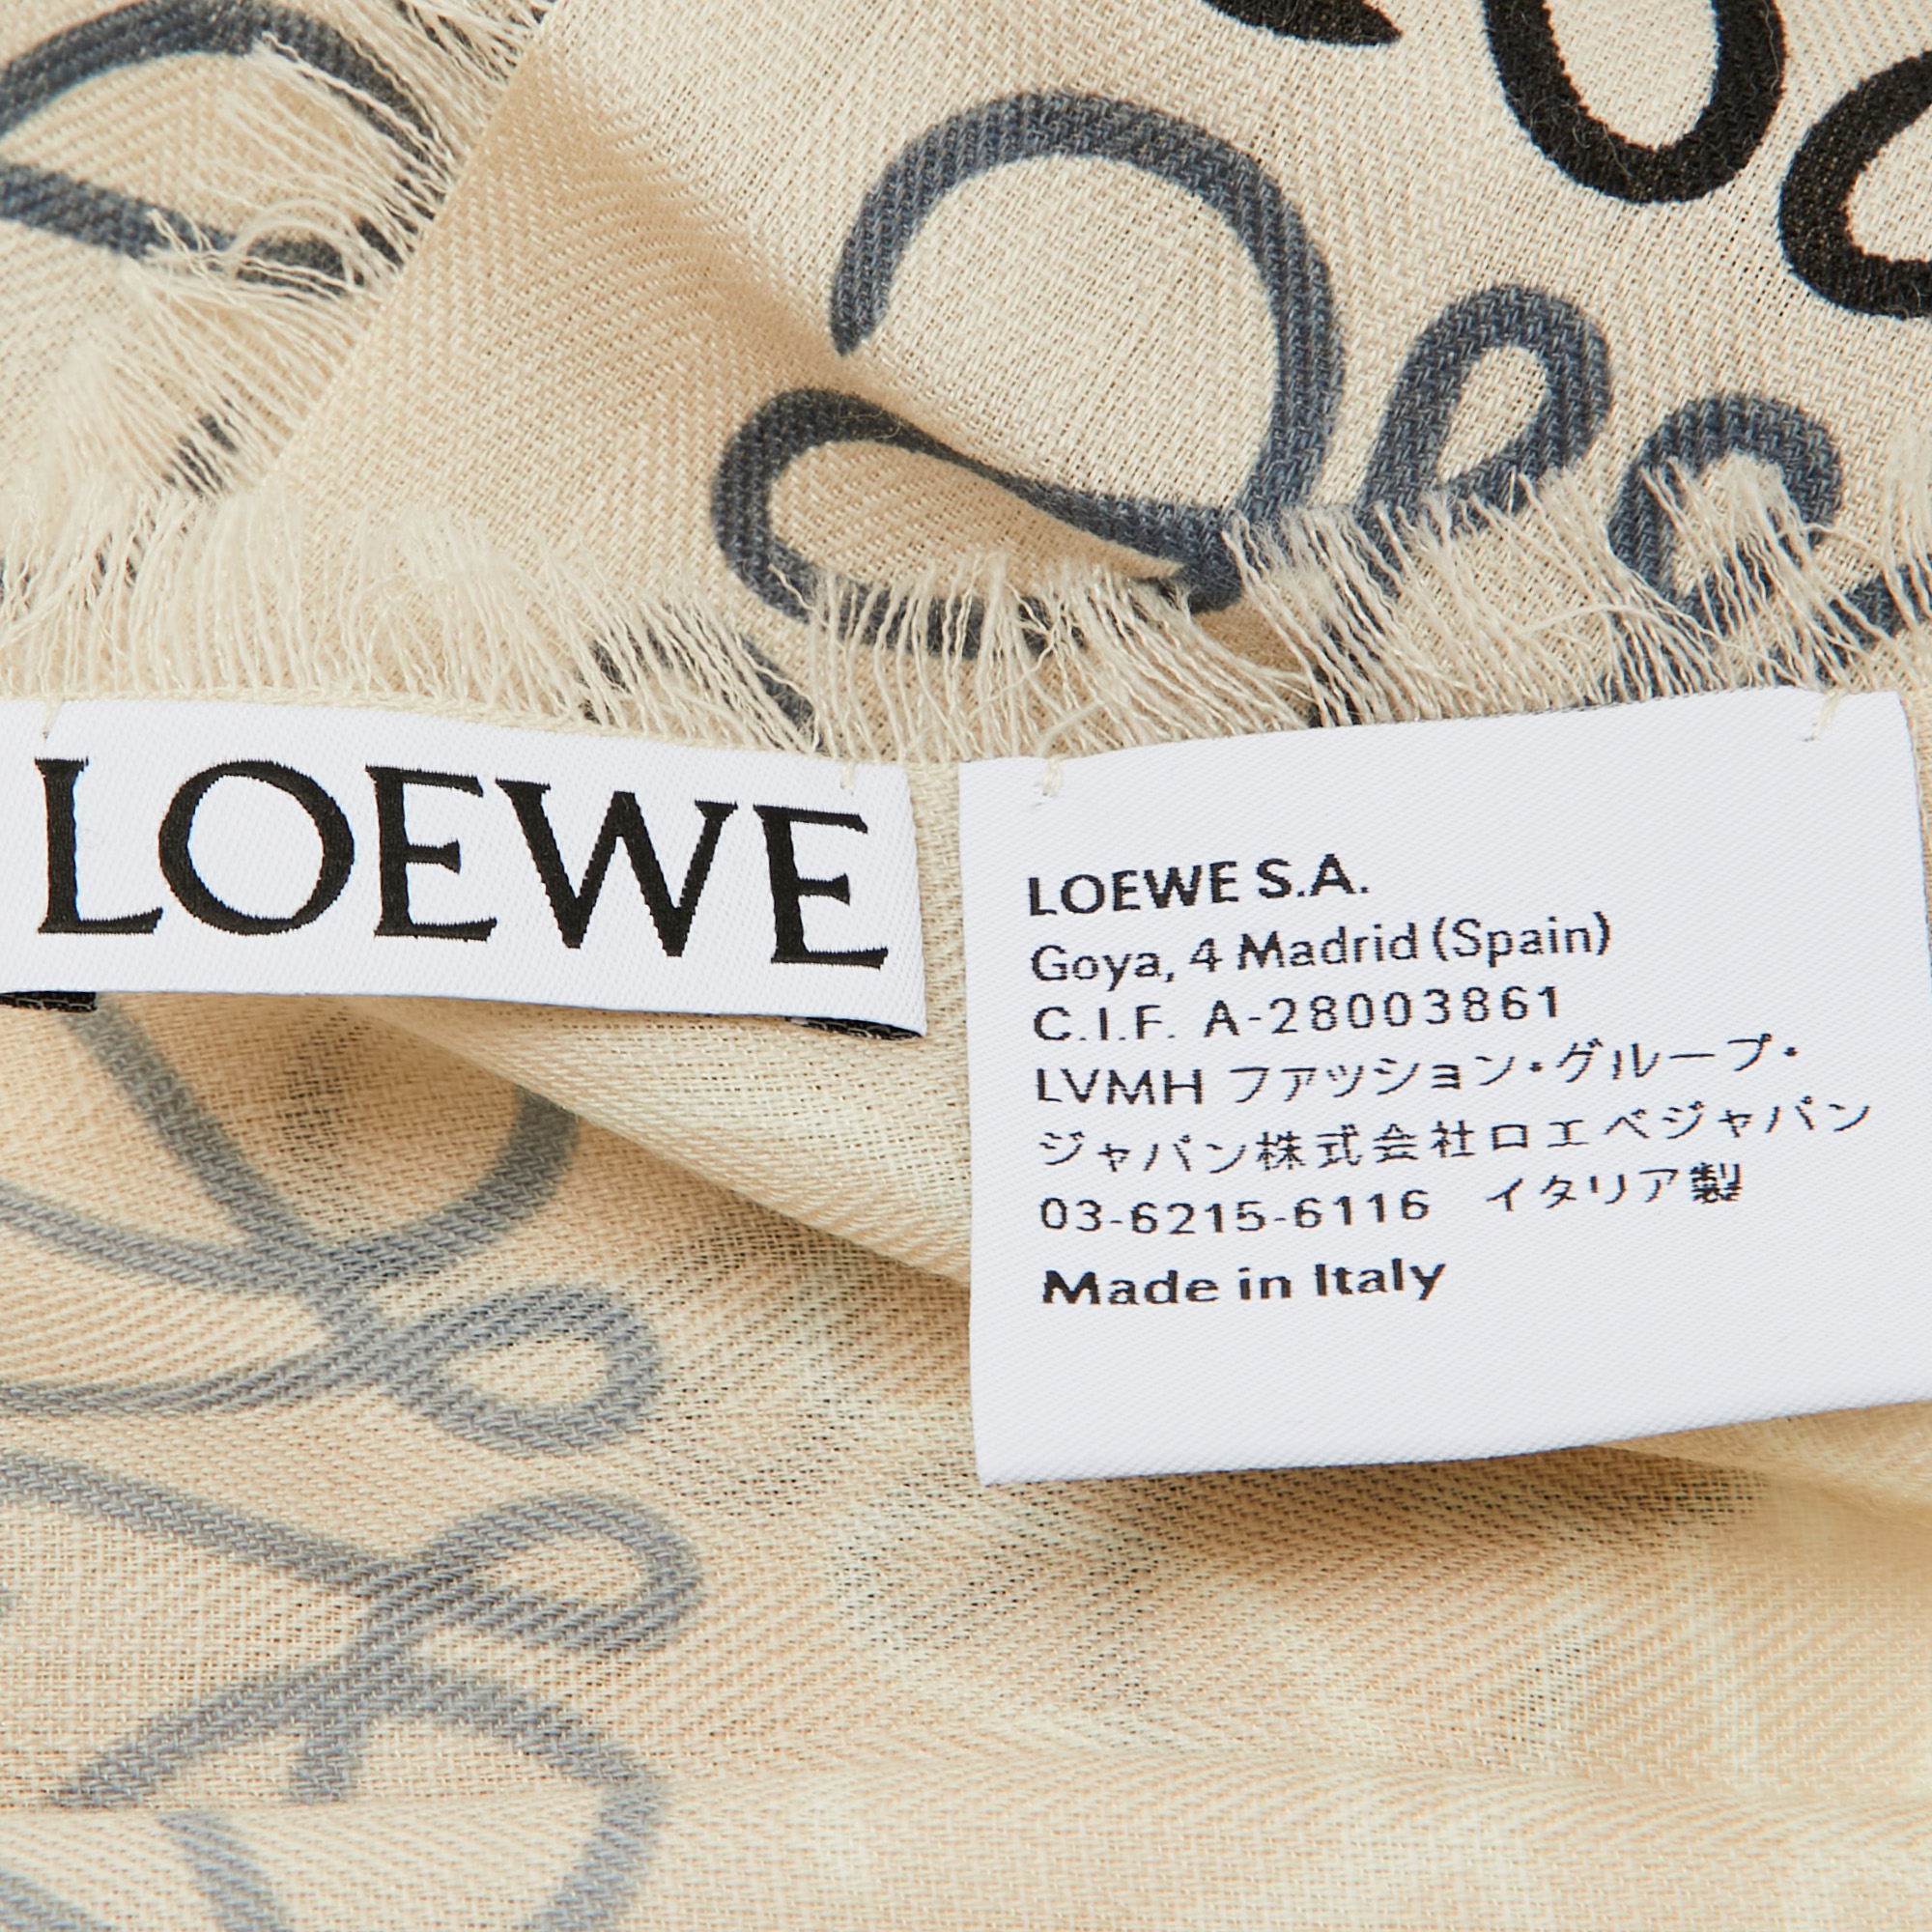 LOEWE
LOEWE S.A.
Goya, 4 Madrid (Spain)
C.I.F. A-28003861
LVMH ファッション・グループ・
ジャパン株式会社ロエベジャパン
03-6215-6116 イタリア製
Made in Italy